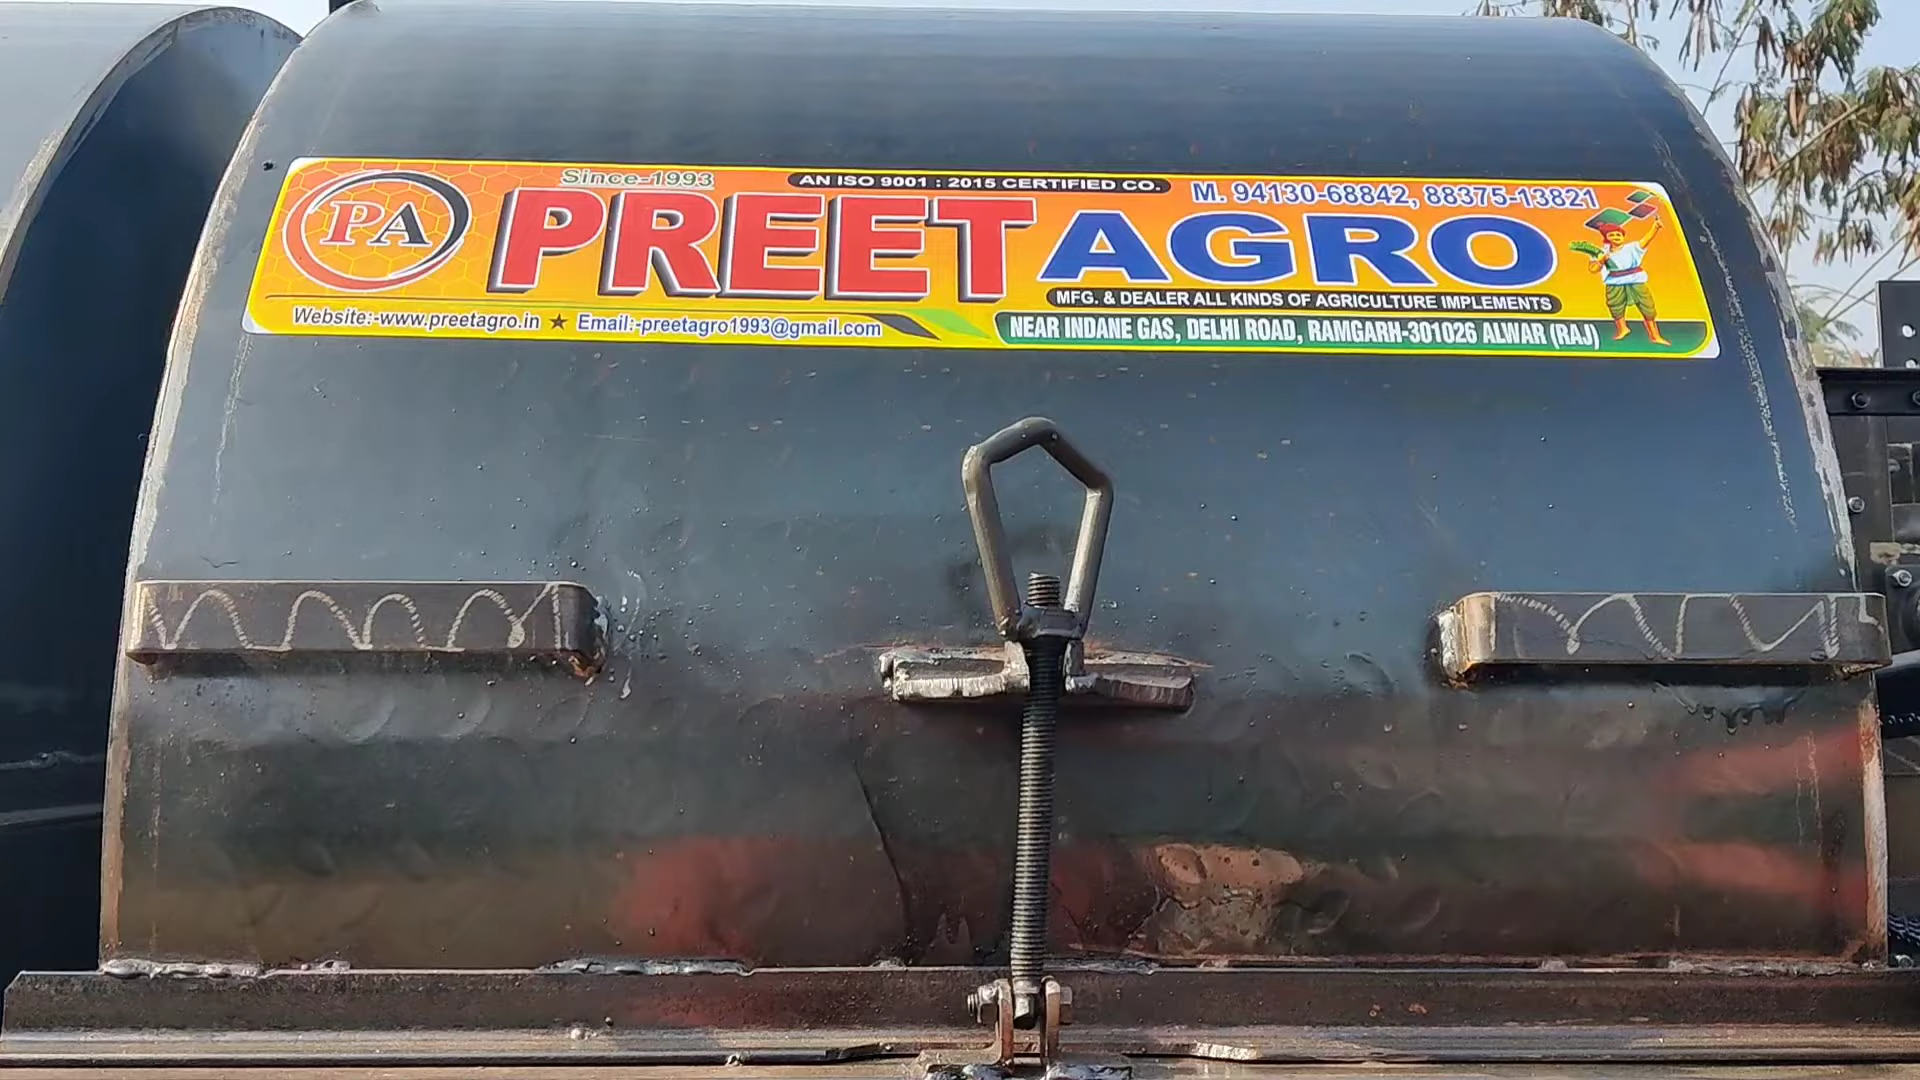 PA
Since-1993
AN ISO 9001 : 2015 CERTIFIED CO.
M. 94130-68842, 88375-13821
PREET AGRO
MFG. & DEALER ALL KINDS OF AGRICULTURE IMPLEMENTS
Website:-www.preetagro.in ★ Email:-preetagro1993@gmail.com
NEAR INDANE GAS, DELHI ROAD, RAMGARH-301026 ALWAR (RAJ)